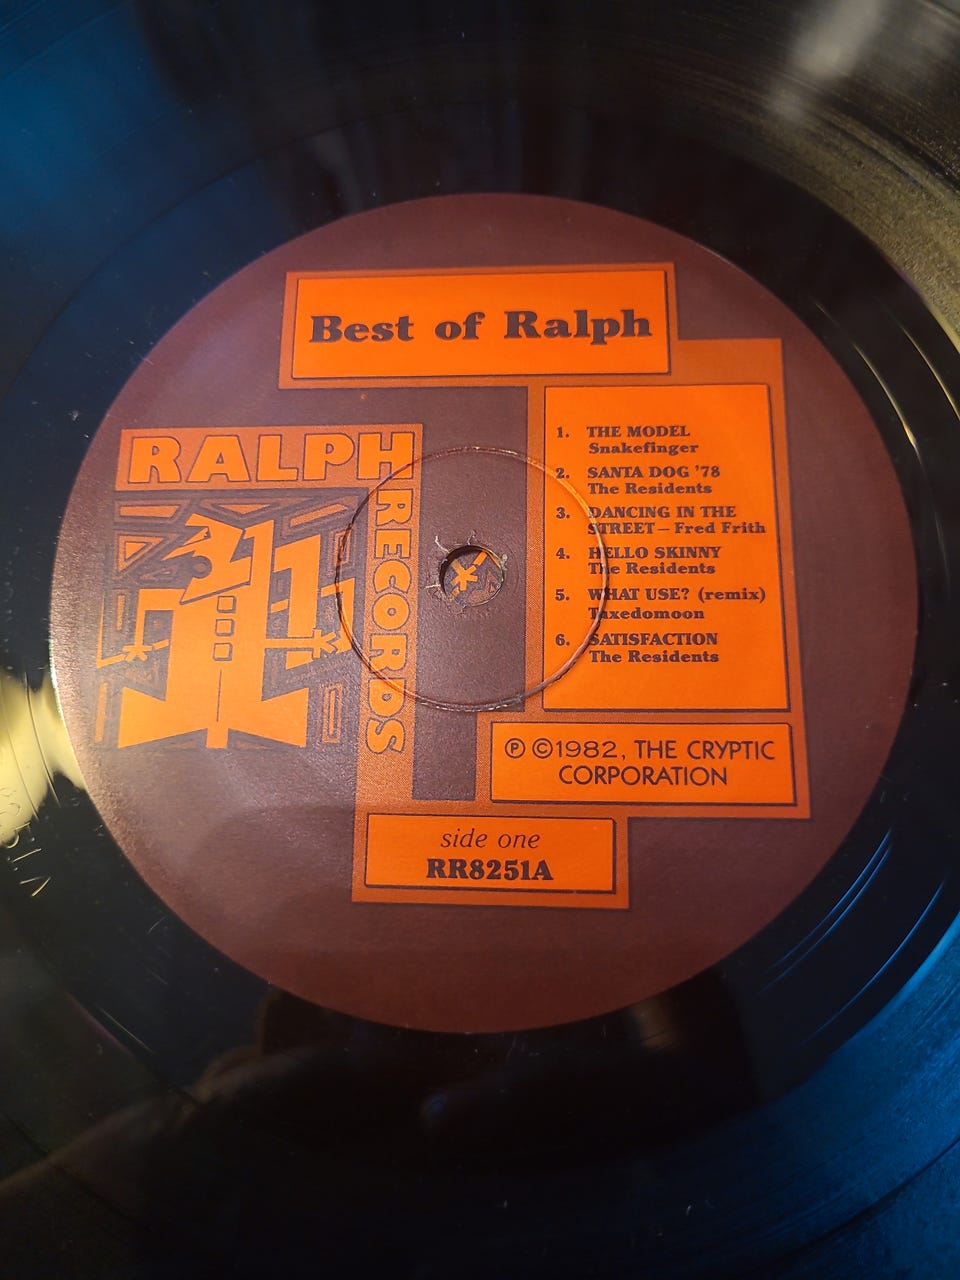 Best of Ralph
RALPH
RECORDS
1. THE MODEL
Snakefinger
2. SANTA DOG ’78
The Residents
3. DANCING IN THE
STREET – Fred Frith
4. HELLO SKINNY
The Residents
5. WHAT USE? (remix)
Tuxedomoon
6. SATISFACTION
The Residents
Ⓟ ©1982, THE CRYPTIC
CORPORATION
side one
RR8251A